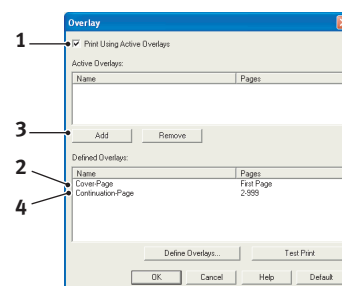 Overlay
1
Print Using Active Overlays
Active Overlays:
Name Pages
3
Add Remove
Defined Overlays:
2
Name Pages
Cover-Page First Page
4
Continuation-Page 2-999
Define Overlays... Test Print
OK Cancel Help Default